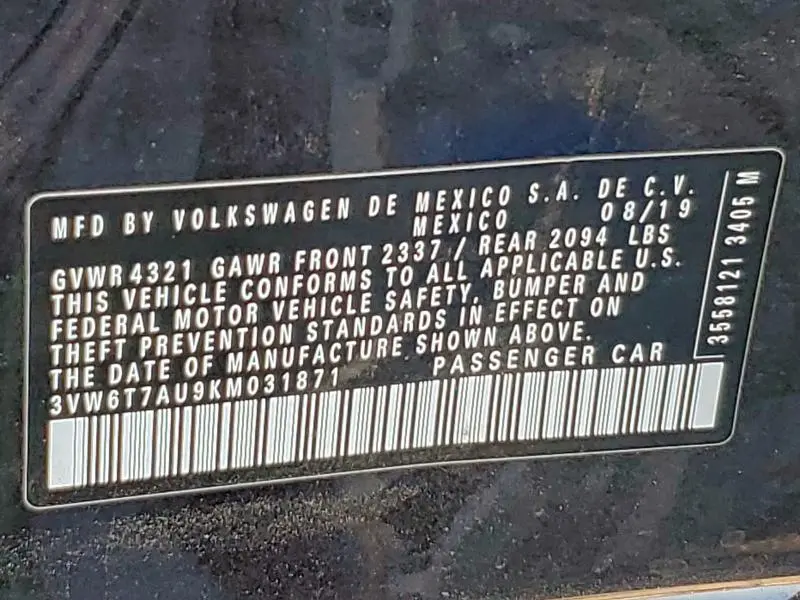 MFD BY VOLKSWAGEN DE MEXICO S.A. DE C.V.
MEXICO 08/19
GVWR 4321 GAWR FRONT 2337 / REAR 2094 LBS
THIS VEHICLE CONFORMS TO ALL APPLICABLE U.S.
FEDERAL MOTOR VEHICLE SAFETY, BUMPER AND
THEFT PREVENTION STANDARDS IN EFFECT ON
THE DATE OF MANUFACTURE SHOWN ABOVE.
3VW6T7AU9KM031871 PASSENGER CAR
3558121 3405 M